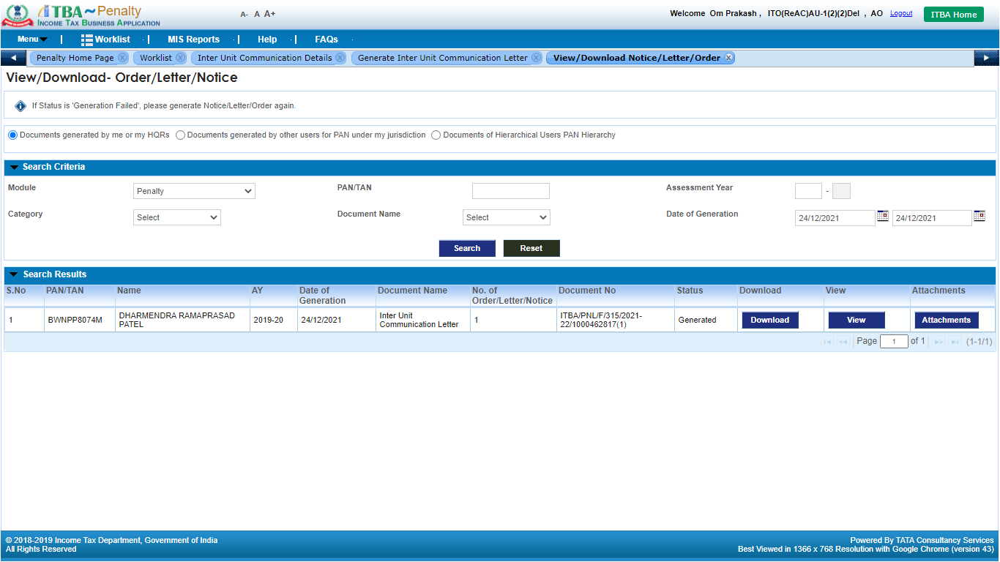 ITBA~Penalty
INCOME TAX BUSINESS APPLICATION
A- A A+
Welcome Om Prakash , ITO(ReAC)AU-1(2)(2)Del , AO Logout ITBA Home
Menu | Worklist | MIS Reports | Help | FAQs
Penalty Home Page Worklist Inter Unit Communication Details Generate Inter Unit Communication Letter View/Download Notice/Letter/Order
View/Download- Order/Letter/Notice
If Status is 'Generation Failed', please generate Notice/Letter/Order again.
Documents generated by me or my HQRs Documents generated by other users for PAN under my jurisdiction Documents of Hierarchical Users PAN Hierarchy
Search Criteria
Module Penalty PAN/TAN Assessment Year -
Category Select Document Name Select Date of Generation 24/12/2021 24/12/2021
Search Reset
Search Results
S.No PAN/TAN Name AY Date of Generation Document Name No. of Order/Letter/Notice Document No Status Download View Attachments
1 BWNPP8074M DHARMENDRA RAMAPRASAD PATEL 2019-20 24/12/2021 Inter Unit Communication Letter 1 ITBA/PNL/F/315/2021-22/1000462817(1) Generated Download View Attachments
Page 1 of 1 (1-1/1)
© 2018-2019 Income Tax Department, Government of India
All Rights Reserved
Powered By TATA Consultancy Services
Best Viewed in 1366 x 768 Resolution with Google Chrome (version 43)